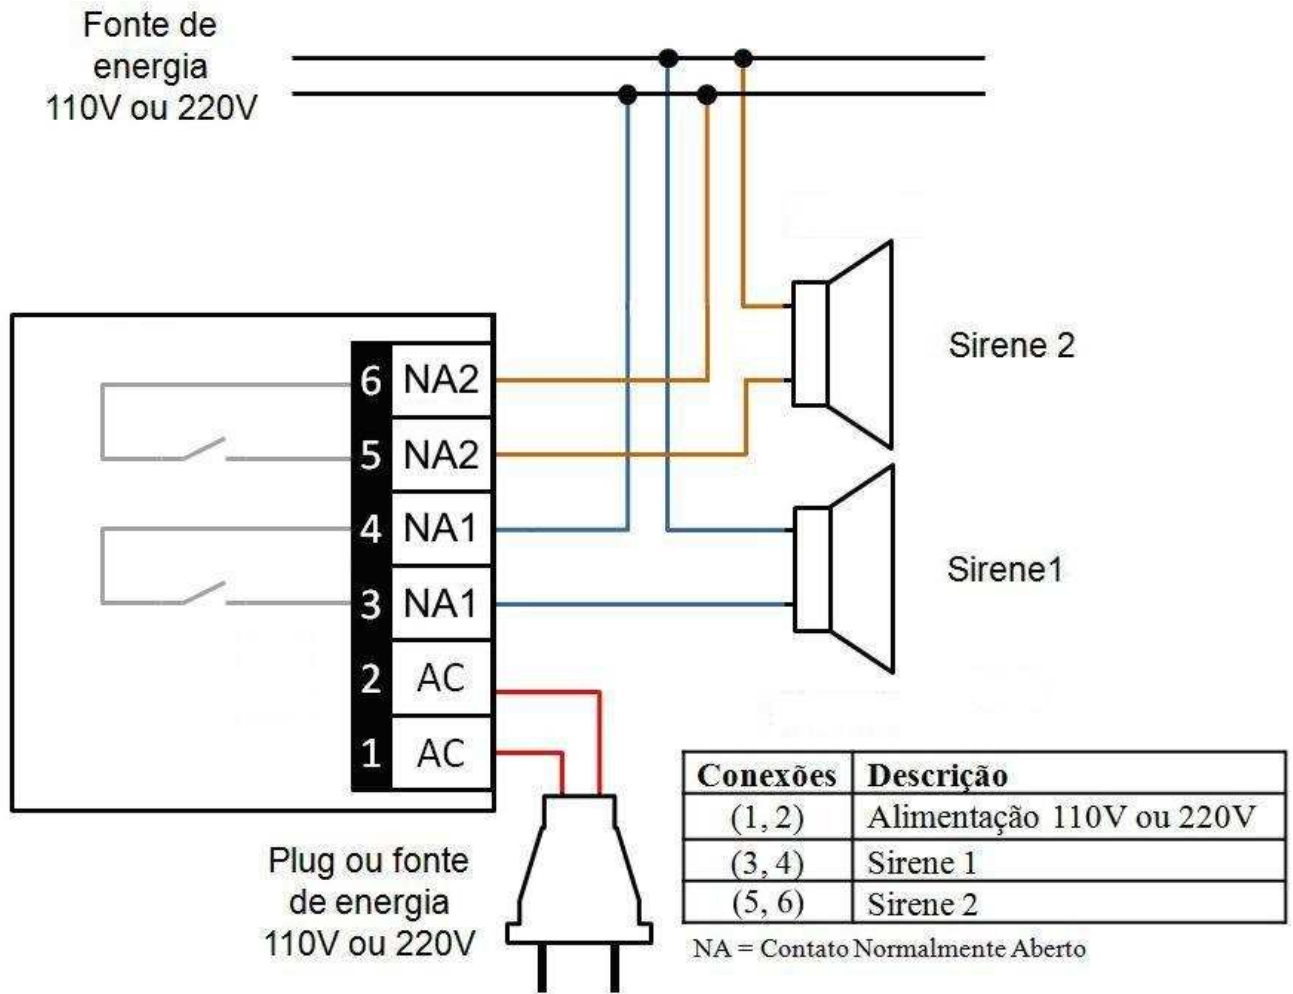 Fonte de
energia
110V ou 220V
Sirene 2
6 NA2
5 NA2
4 NA1
3 NA1
2 AC
1 AC
Sirene1
Plug ou fonte
de energia
110V ou 220V
Conexões Descrição
(1, 2) Alimentação 110V ou 220V
(3, 4) Sirene 1
(5, 6) Sirene 2
NA = Contato Normalmente Aberto